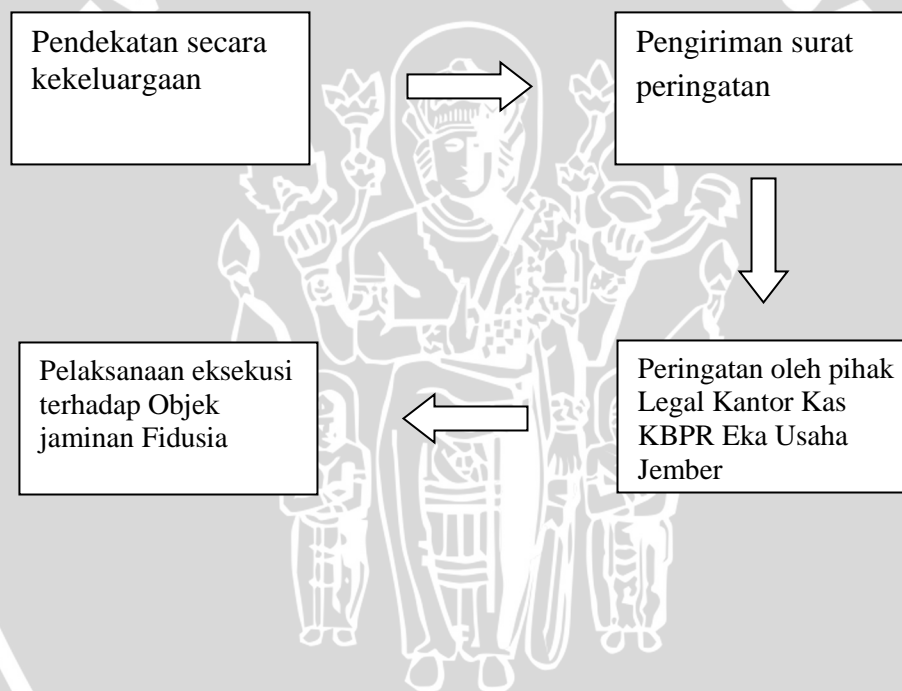 Pendekatan secara
kekeluargaan
Pengiriman surat
peringatan
Peringatan oleh pihak
Legal Kantor Kas
KBPR Eka Usaha
Jember
Pelaksanaan eksekusi
terhadap Objek
jaminan Fidusia